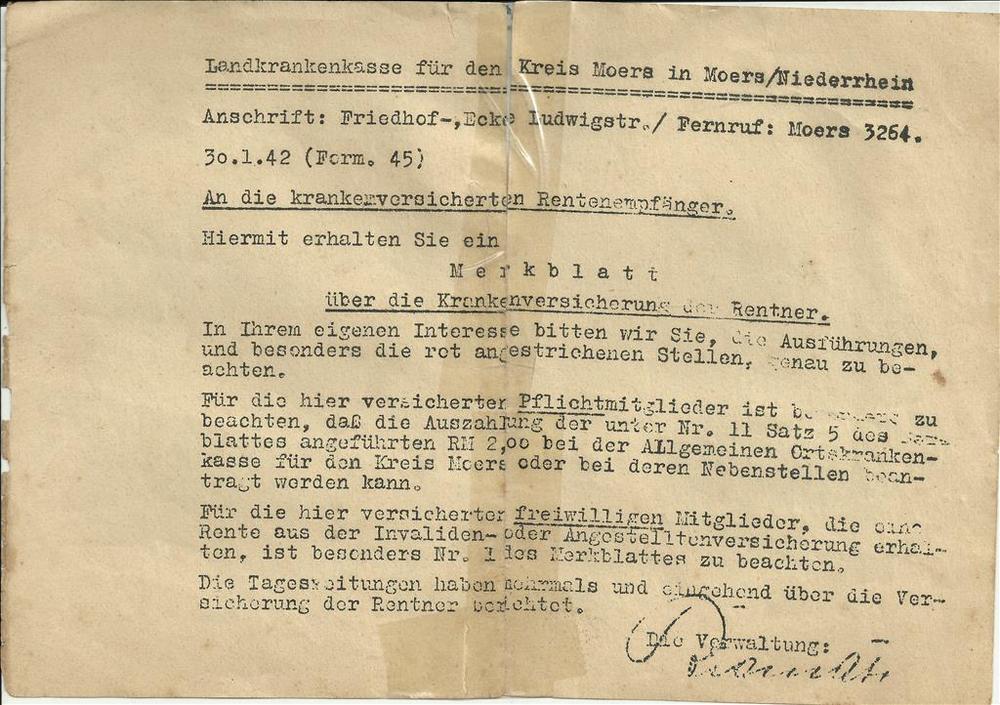 Landkrankenkasse für den Kreis Moers in Moers/Niederrhein
Anschrift: Friedhof-,Ecke Ludwigstr./ Fernruf: Moers 3264.
3o.1.42 (Form. 45)
An die krankenversicherten Rentenempfänger.
Hiermit erhalten Sie ein
Merkblatt
über die Krankenversicherung der Rentner.
In Ihrem eigenen Interesse bitten wir Sie, die Ausführungen,
und besonders die rot angestrichenen Stellen, genau zu be-
achten.
Für die hier versicherten Pflichtmitglieder ist zu
beachten, daß die Auszahlung der unter Nr. 11 Satz 5 des
blattes angeführten RM 2,oo bei der Allgemeinen Ortskranken-
kasse für den Kreis Moers oder bei deren Nebenstellen bean-
tragt werden kann.
Für die hier versicherten freiwilligen Mitglieder, die eine
Rente aus der Invaliden- oder Angestelltenversicherung erhal-
ten, ist besonders Nr. 1 des Merkblattes zu beachten.
Die Tageszeitungen haben mehrmals und eingehend über die Ver-
sicherung der Rentner berichtet.
Die Verwaltung: